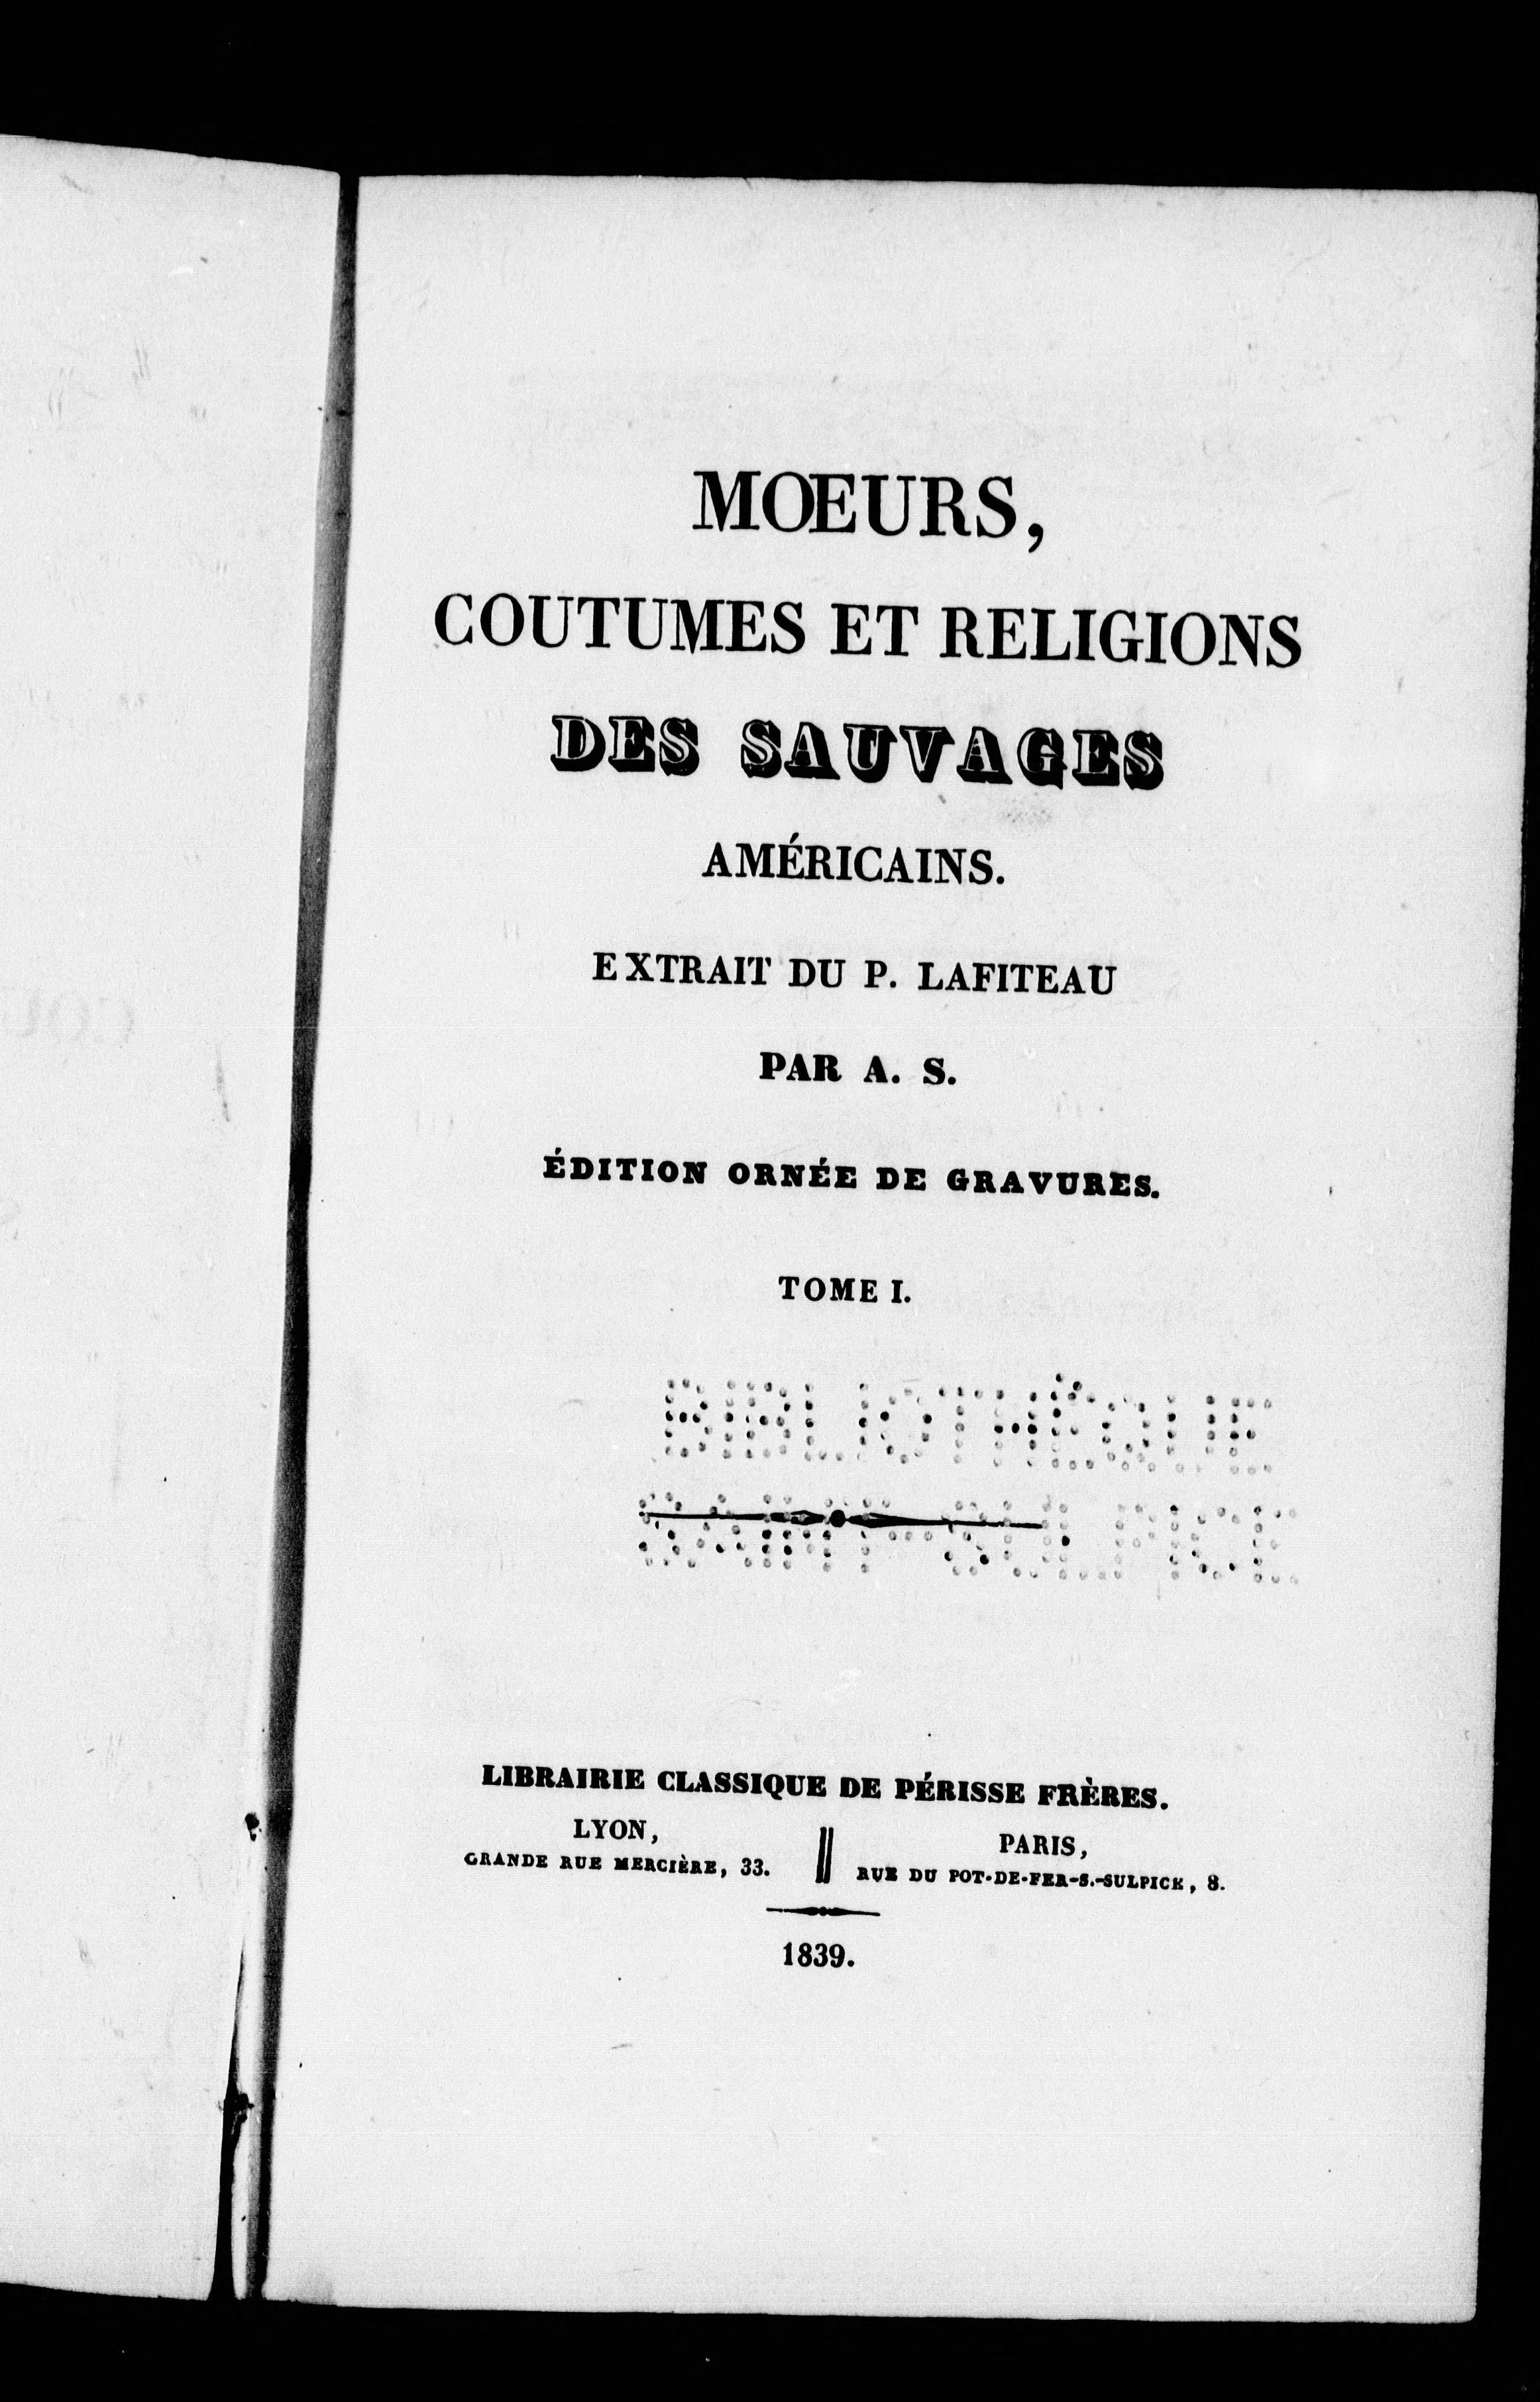 MOEURS,
COUTUMES ET RELIGIONS
DES SAUVAGES
AMÉRICAINS.
EXTRAIT DU P. LAFITEAU
PAR A. S.
ÉDITION ORNÉE DE GRAVURES.
TOME I.
BIBLIOTHÈQUE
SAINT-SULPICE
LIBRAIRIE CLASSIQUE DE PÉRISSE FRÈRES.
LYON,
GRANDE RUE MERCIÈRE, 33.
PARIS,
RUE DU POT-DE-FER-S.-SULPICE, 8.
1839.